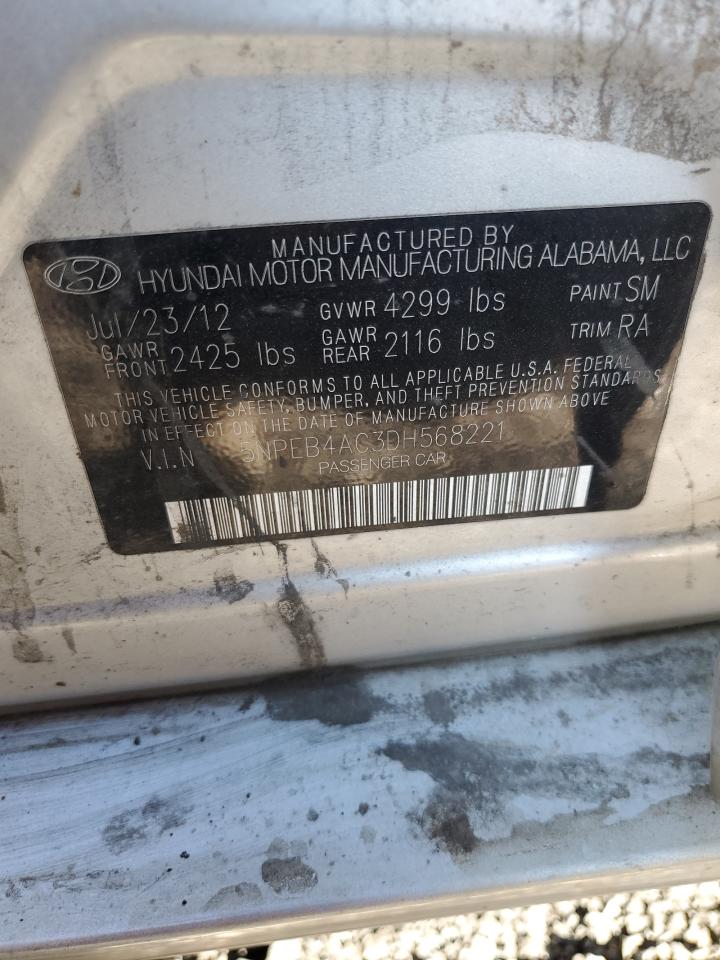 MANUFACTURED BY
HYUNDAI MOTOR MANUFACTURING ALABAMA, LLC
Jul/23/12 GVWR 4299 lbs PAINT SM
GAWR FRONT 2425 lbs GAWR REAR 2116 lbs TRIM RA
THIS VEHICLE CONFORMS TO ALL APPLICABLE U.S.A. FEDERAL
MOTOR VEHICLE SAFETY, BUMPER, AND THEFT PREVENTION STANDARDS
IN EFFECT ON THE DATE OF MANUFACTURE SHOWN ABOVE
V.I.N 5NPEB4AC3DH568221
PASSENGER CAR